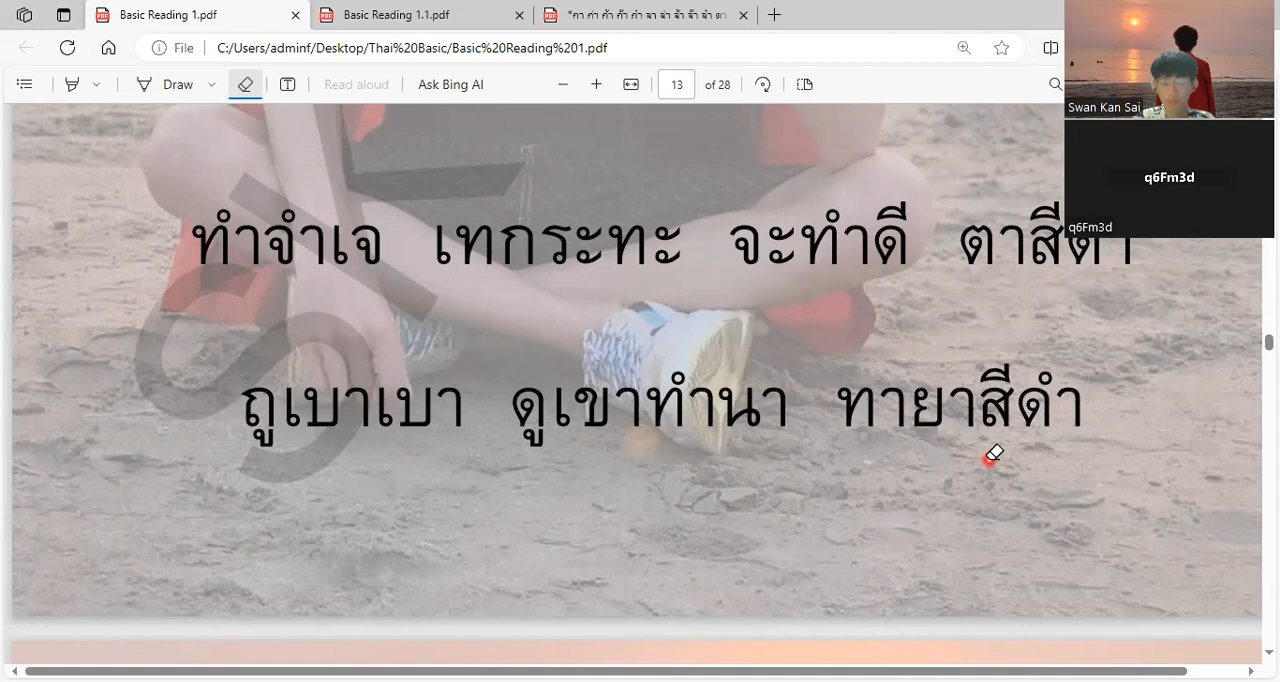 Basic Reading 1.pdf
Basic Reading 1.1.pdf
File
C:/Users/adminf/Desktop/Thai%20Basic/Basic%20Reading%201.pdf
Draw
Read aloud
Ask Bing AI
13
of 28
Swan Kan Sai
q6Fm3d
q6Fm3d
ทำจำเจ เทกระทะ จะทำดี ตาสีดำ
ถูเบาเบา ดูเขาทำนา ทายาสีดำ